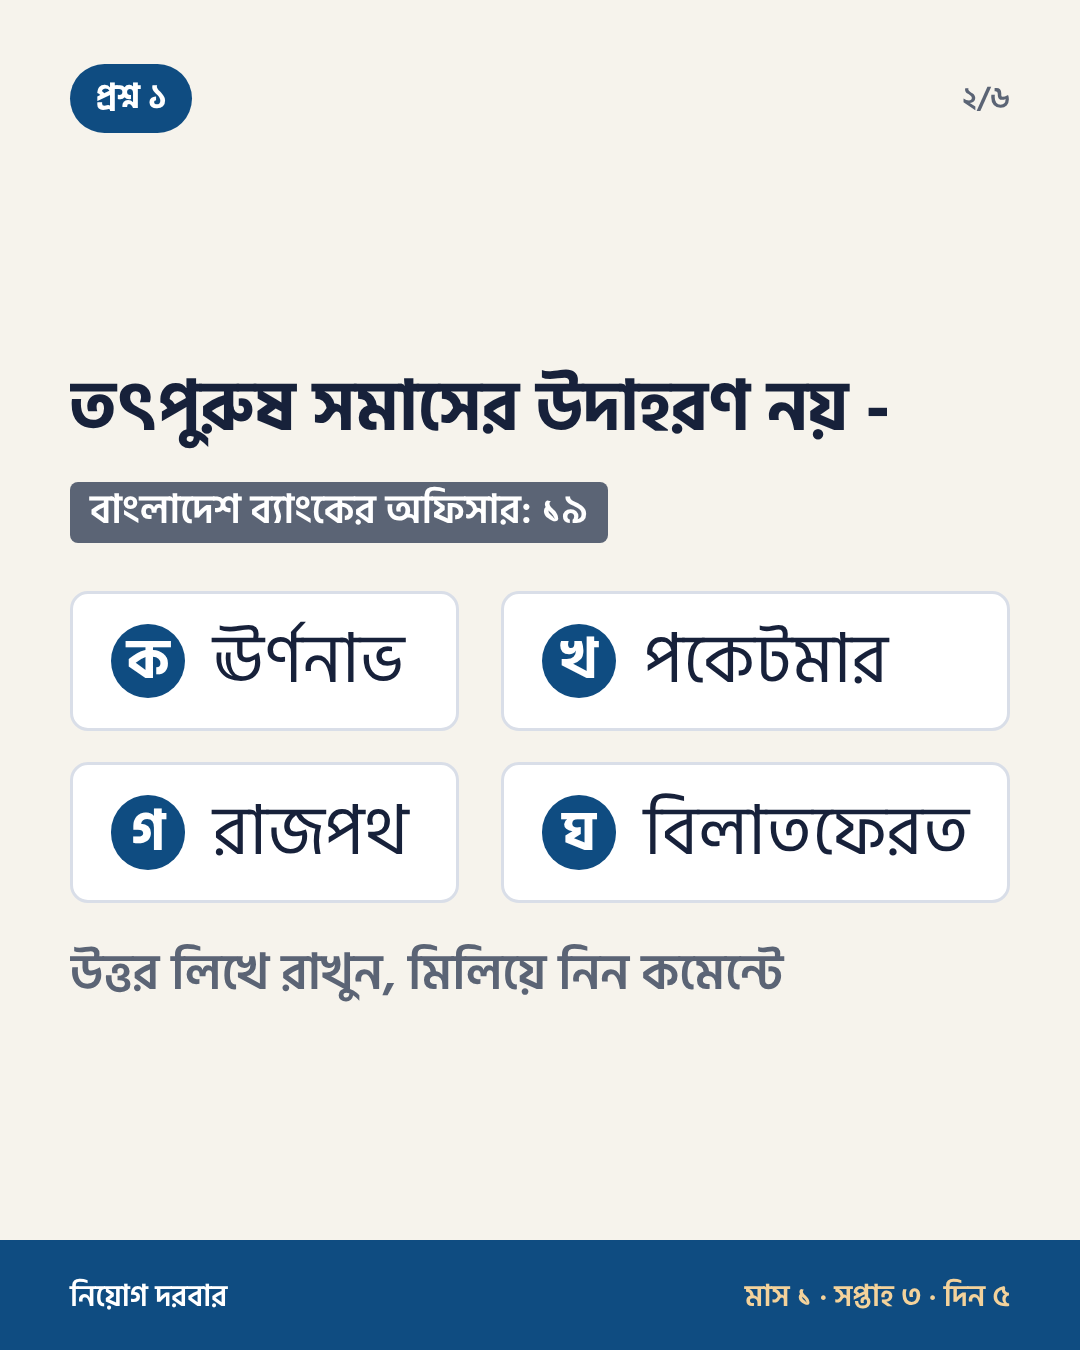 প্রশ্ন ১
২/৬
তৎপুরুষ সমাসের উদাহরণ নয় -
বাংলাদেশ ব্যাংকের অফিসার: ১৯
ক ঊর্ণনাভ
খ পকেটমার
গ রাজপথ
ঘ বিলাতফেরত
উত্তর লিখে রাখুন, মিলিয়ে নিন কমেন্টে
নিয়োগ দরবার
মাস ১ · সপ্তাহ ৩ · দিন ৫